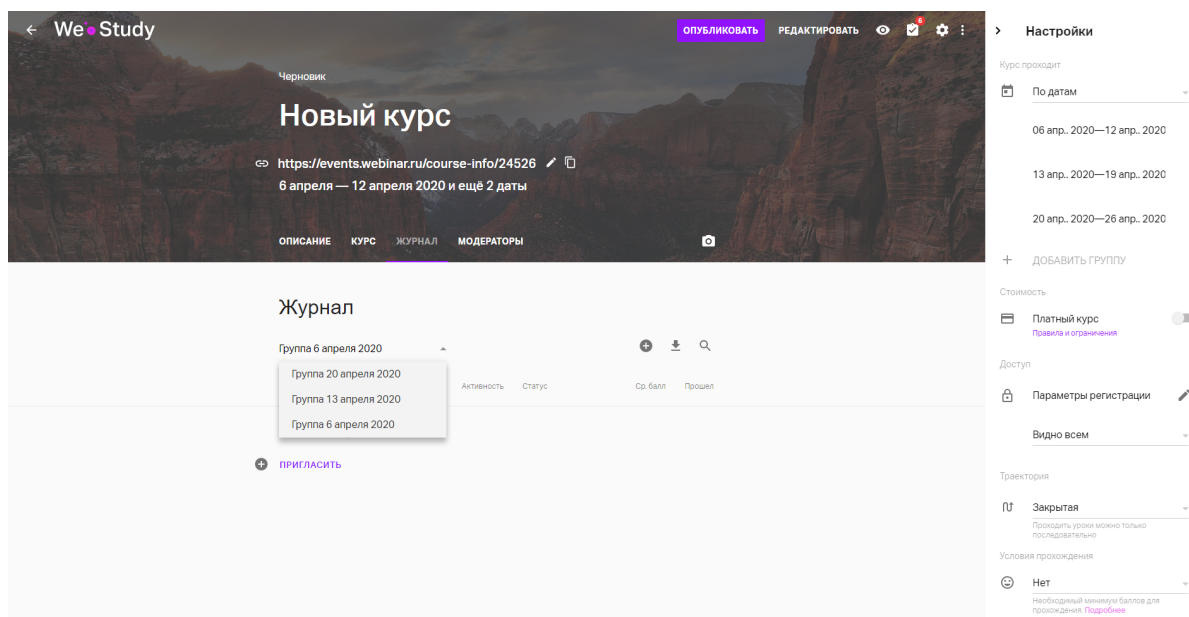 We Study
ОПУБЛИКОВАТЬ РЕДАКТИРОВАТЬ 6
Черновик
Новый курс
https://events.webinar.ru/course-info/24526
6 апреля — 12 апреля 2020 и ещё 2 даты
ОПИСАНИЕ КУРС ЖУРНАЛ МОДЕРАТОРЫ
Журнал
Группа 6 апреля 2020
Группа 20 апреля 2020
Группа 13 апреля 2020
Группа 6 апреля 2020
Активность Статус Ср. балл Прошел
ПРИГЛАСИТЬ
Настройки
Курс проходит
По датам
06 апр.. 2020—12 апр.. 2020
13 апр.. 2020—19 апр.. 2020
20 апр.. 2020—26 апр.. 2020
ДОБАВИТЬ ГРУППУ
Стоимость
Платный курс
Правила и ограничения
Доступ
Параметры регистрации
Видно всем
Траектория
Закрытая
Проходить уроки можно только
последовательно
Условия прохождения
Нет
Необходимый минимум баллов для
прохождения. Подробнее